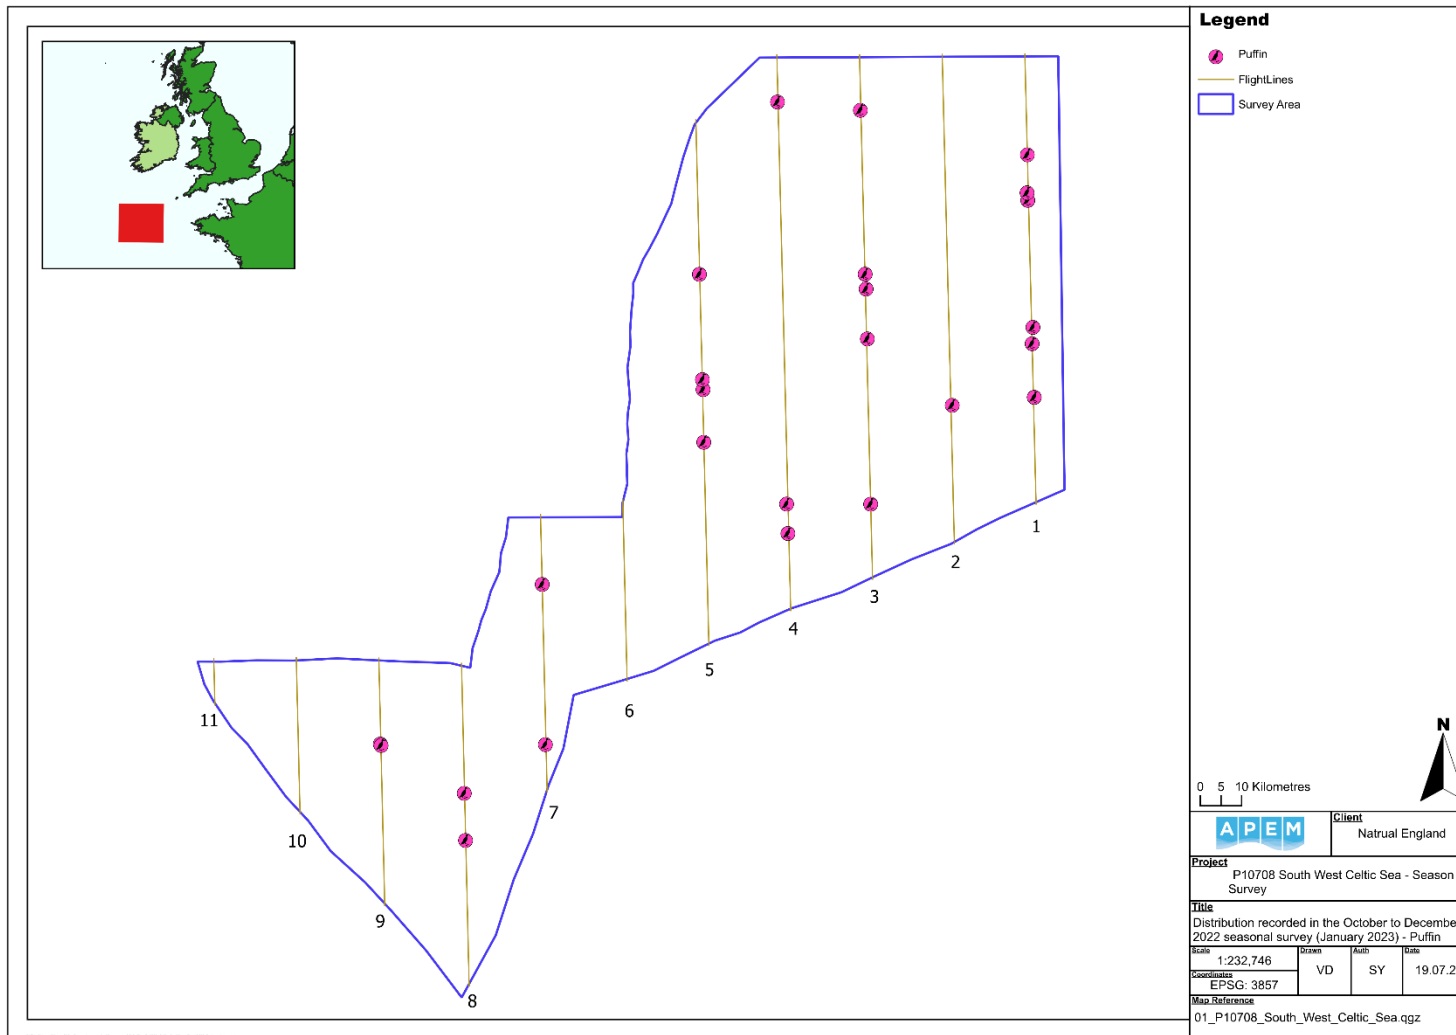 Legend
Puffin
FlightLines
Survey Area
1
2
3
4
5
6
7
8
9
10
11
N
0 5 10 Kilometres
APEM
Client
Natrual England
Project
P10708 South West Celtic Sea - Season
Survey
Title
Distribution recorded in the October to Decembe
2022 seasonal survey (January 2023) - Puffin
Scale
1:232,746
Drawn
VD
Auth
SY
Date
19.07.2
Coordinates
EPSG: 3857
Map Reference
01_P10708_South_West_Celtic_Sea.qgz